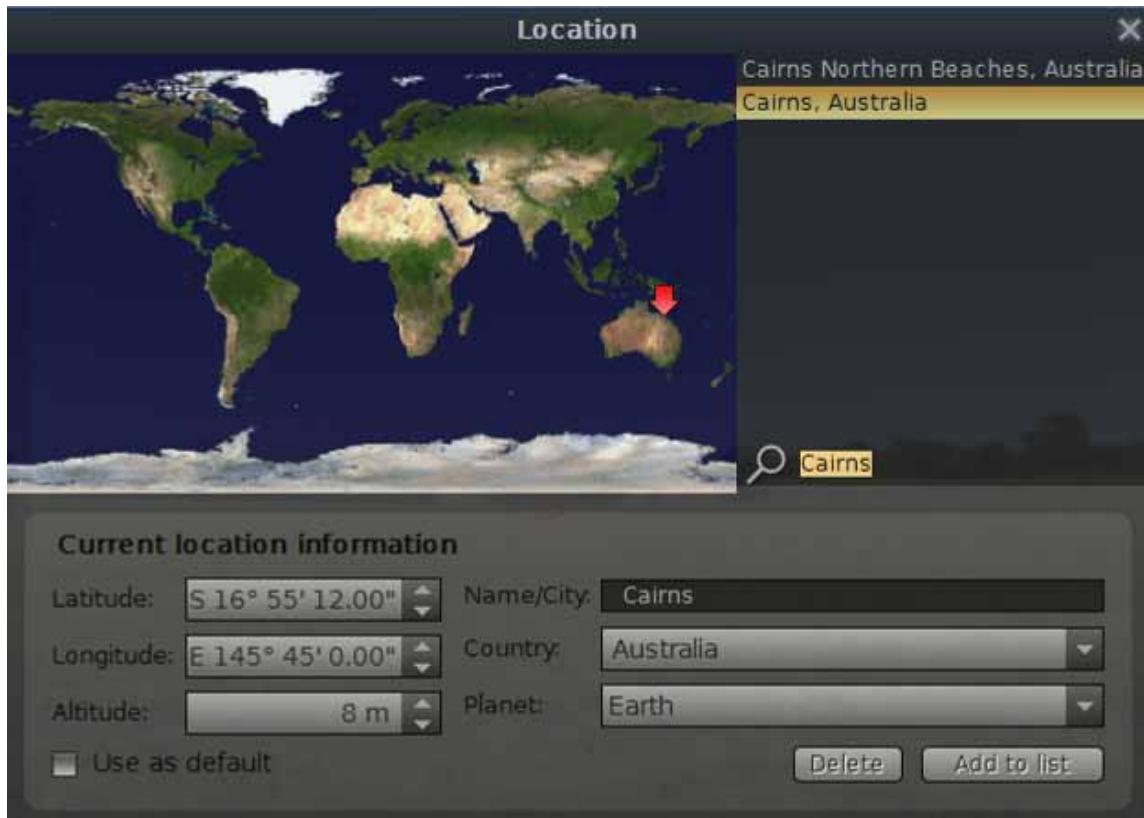 Location
Cairns Northern Beaches, Australia
Cairns, Australia
Cairns
Current location information
Latitude: S 16° 55' 12.00" Name/City: Cairns
Longitude: E 145° 45' 0.00" Country: Australia
Altitude: 8 m Planet: Earth
Use as default Delete Add to list